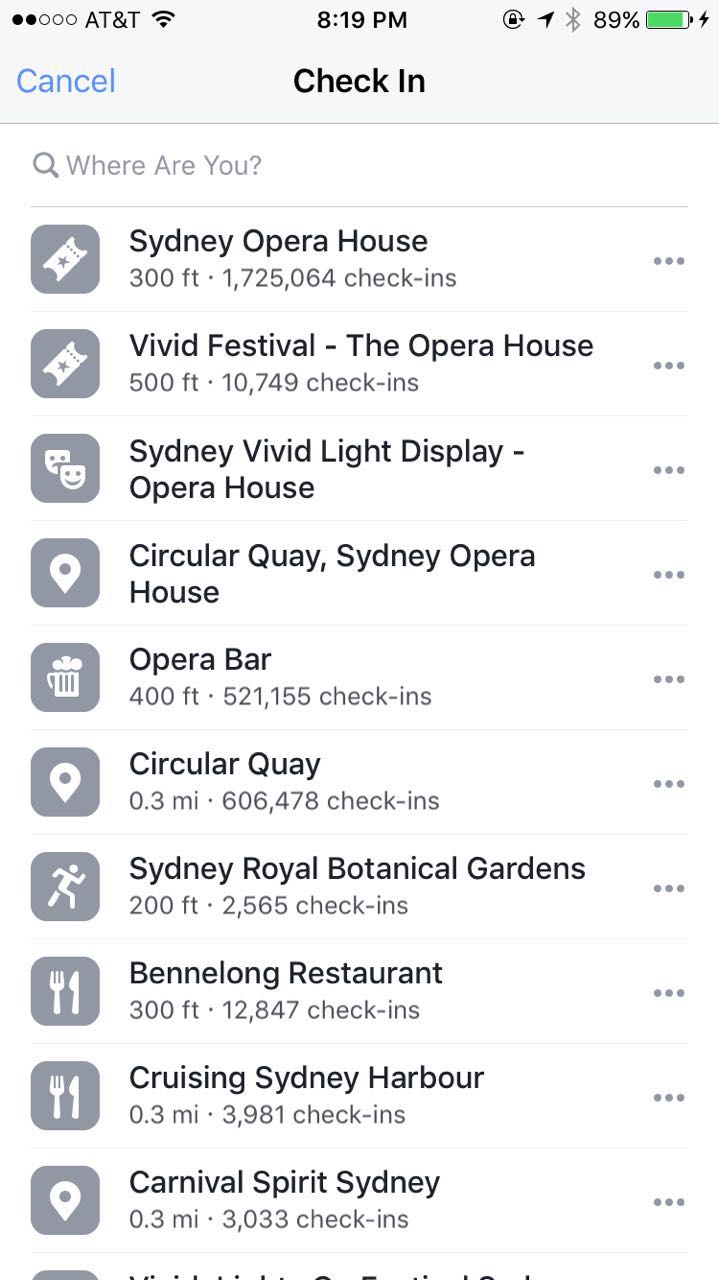 AT&T 8:19 PM 89%
Cancel Check In
Where Are You?
Sydney Opera House
300 ft · 1,725,064 check-ins
Vivid Festival - The Opera House
500 ft · 10,749 check-ins
Sydney Vivid Light Display -
Opera House
Circular Quay, Sydney Opera
House
Opera Bar
400 ft · 521,155 check-ins
Circular Quay
0.3 mi · 606,478 check-ins
Sydney Royal Botanical Gardens
200 ft · 2,565 check-ins
Bennelong Restaurant
300 ft · 12,847 check-ins
Cruising Sydney Harbour
0.3 mi · 3,981 check-ins
Carnival Spirit Sydney
0.3 mi · 3,033 check-ins